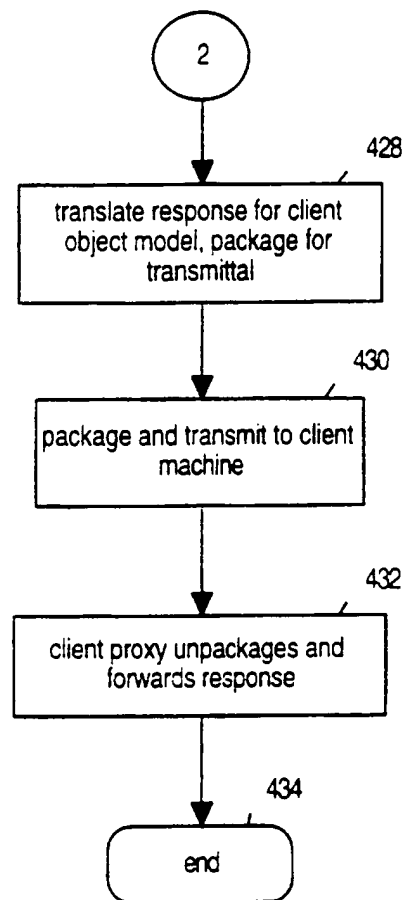 2
428
translate response for client
object model, package for
transmittal
430
package and transmit to client
machine
432
client proxy unpackages and
forwards response
434
end